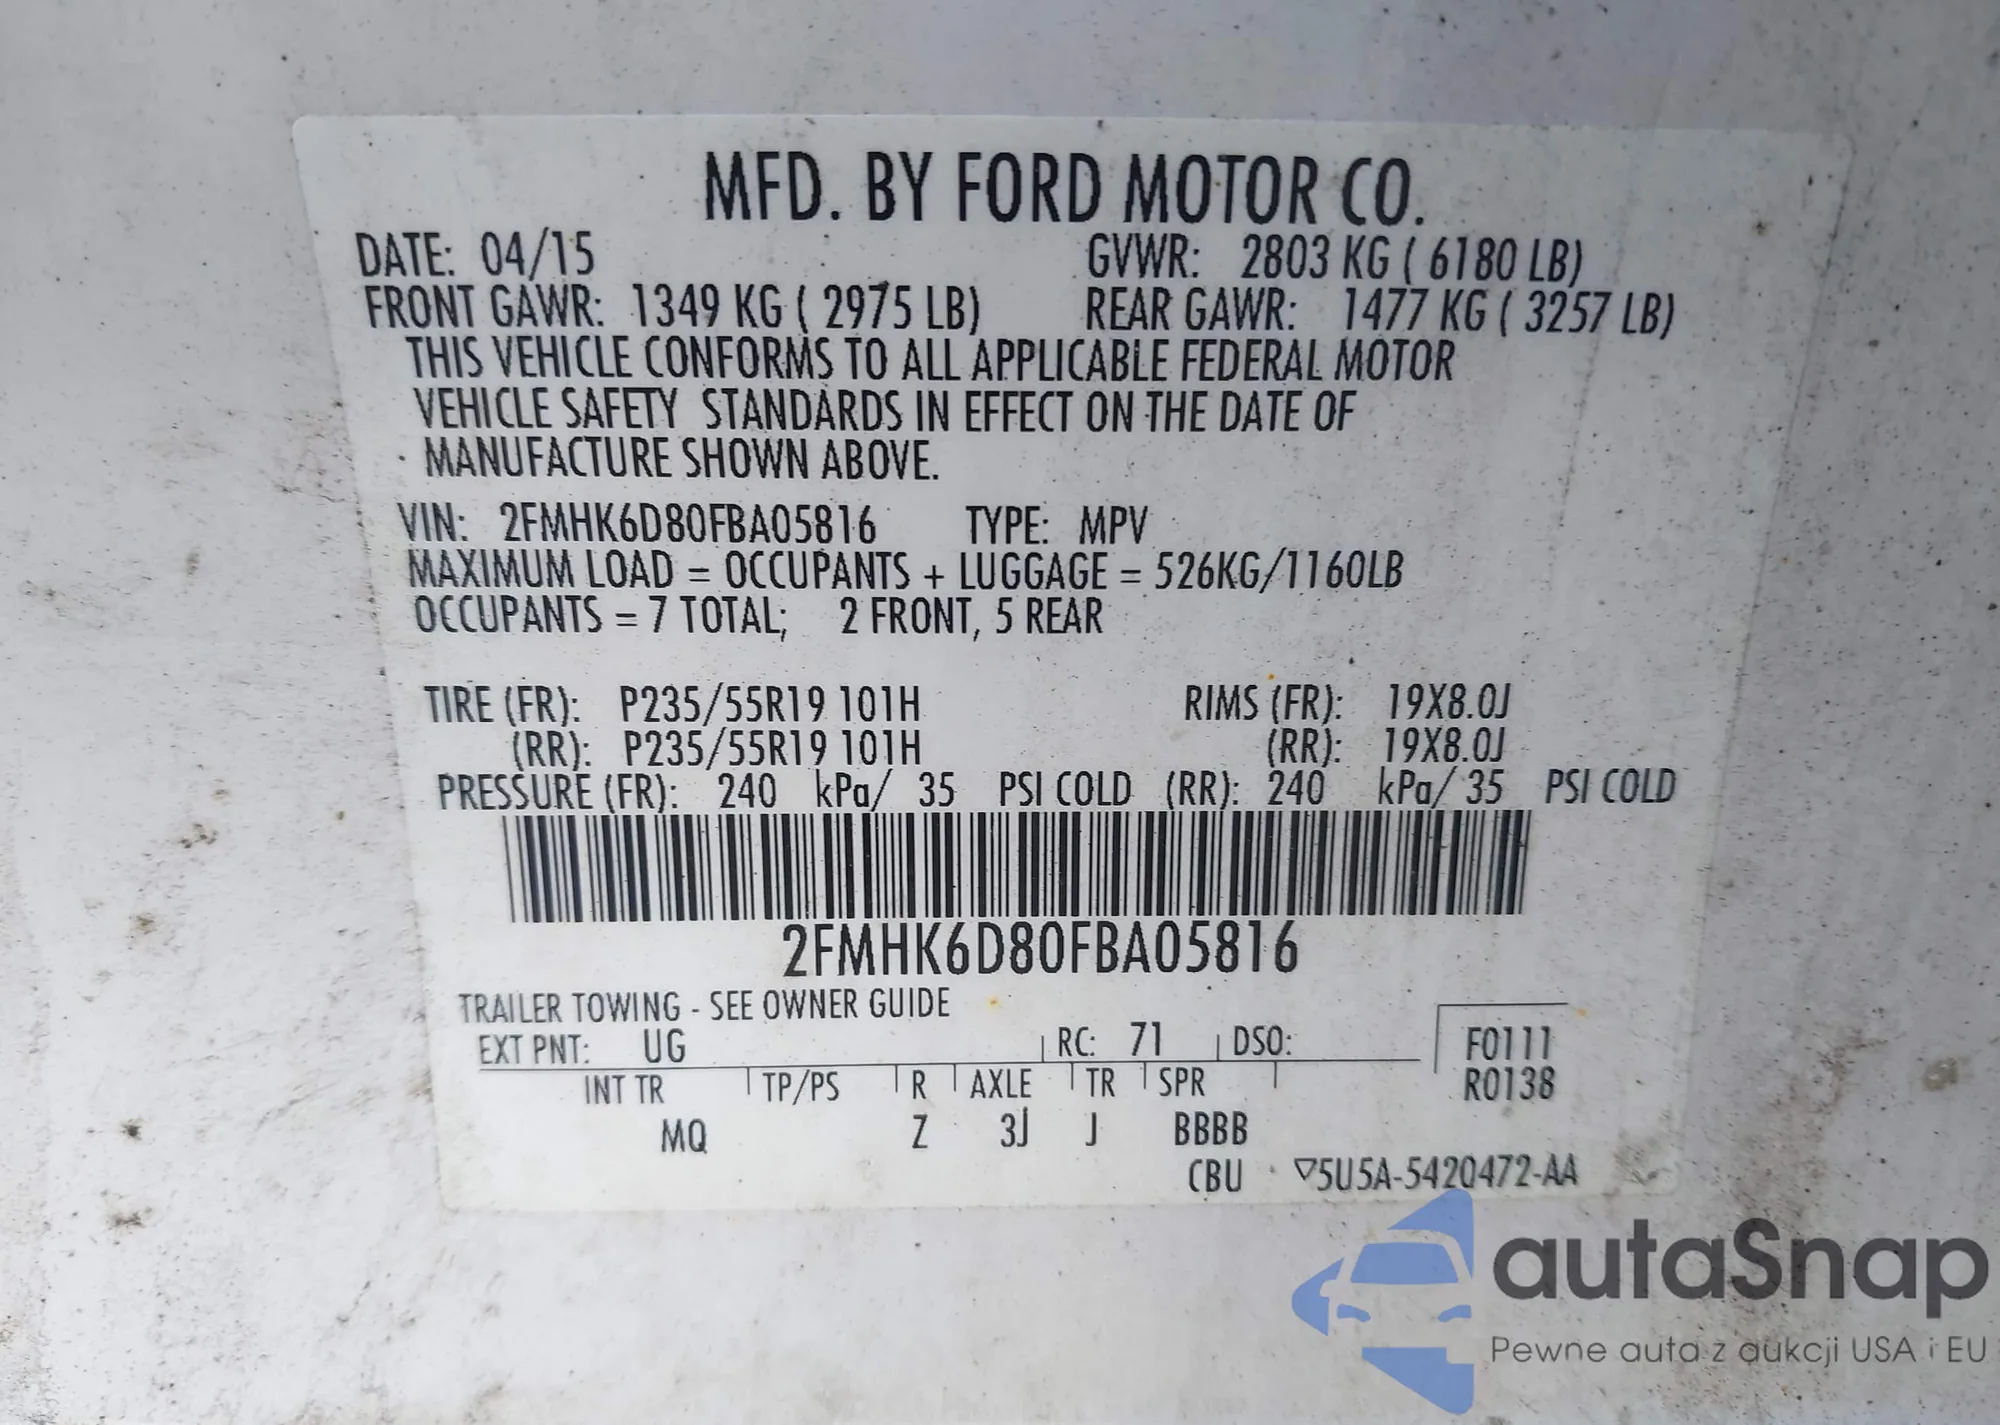 MFD. BY FORD MOTOR CO.
DATE: 04/15 GVWR: 2803 KG ( 6180 LB)
FRONT GAWR: 1349 KG ( 2975 LB) REAR GAWR: 1477 KG ( 3257 LB)
THIS VEHICLE CONFORMS TO ALL APPLICABLE FEDERAL MOTOR
VEHICLE SAFETY STANDARDS IN EFFECT ON THE DATE OF
MANUFACTURE SHOWN ABOVE.
VIN: 2FMHK6D80FBA05816 TYPE: MPV
MAXIMUM LOAD = OCCUPANTS + LUGGAGE = 526KG/1160LB
OCCUPANTS = 7 TOTAL; 2 FRONT, 5 REAR
TIRE (FR): P235/55R19 101H RIMS (FR): 19X8.0J
(RR): P235/55R19 101H (RR): 19X8.0J
PRESSURE (FR): 240 kPa/ 35 PSI COLD (RR): 240 kPa/ 35 PSI COLD
2FMHK6D80FBA05816
TRAILER TOWING - SEE OWNER GUIDE
EXT PNT: UG RC: 71 DSO: F0111
INT TR TP/PS R AXLE TR SPR R0138
MQ Z 3J J BBBB
CBU ▽5U5A-5420472-AA
autaSnap
Pewne auta z aukcji USA i EU